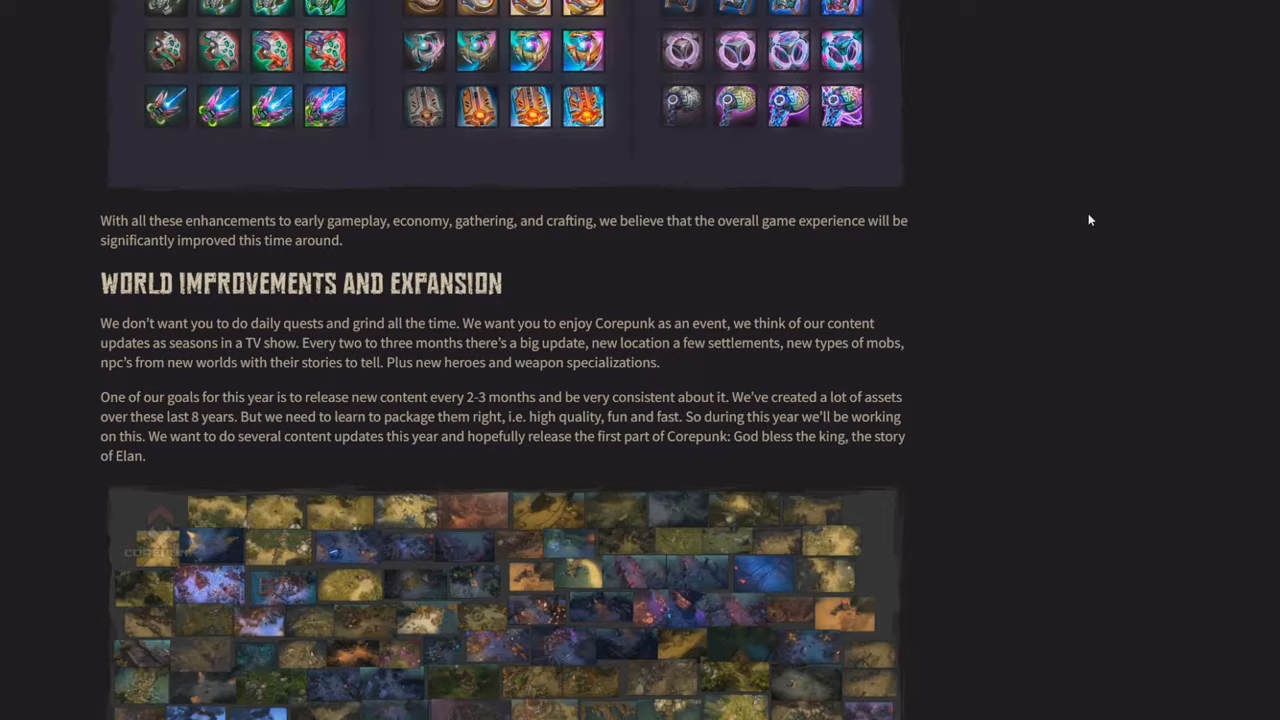 With all these enhancements to early gameplay, economy, gathering, and crafting, we believe that the overall game experience will be
significantly improved this time around.
WORLD IMPROVEMENTS AND EXPANSION
We don't want you to do daily quests and grind all the time. We want you to enjoy Corepunk as an event, we think of our content
updates as seasons in a TV show. Every two to three months there's a big update, new location a few settlements, new types of mobs,
npc's from new worlds with their stories to tell. Plus new heroes and weapon specializations.
One of our goals for this year is to release new content every 2-3 months and be very consistent about it. We've created a lot of assets
over these last 8 years. But we need to learn to package them right, i.e. high quality, fun and fast. So during this year we'll be working
on this. We want to do several content updates this year and hopefully release the first part of Corepunk: God bless the king, the story
of Elan.
COREPUNK